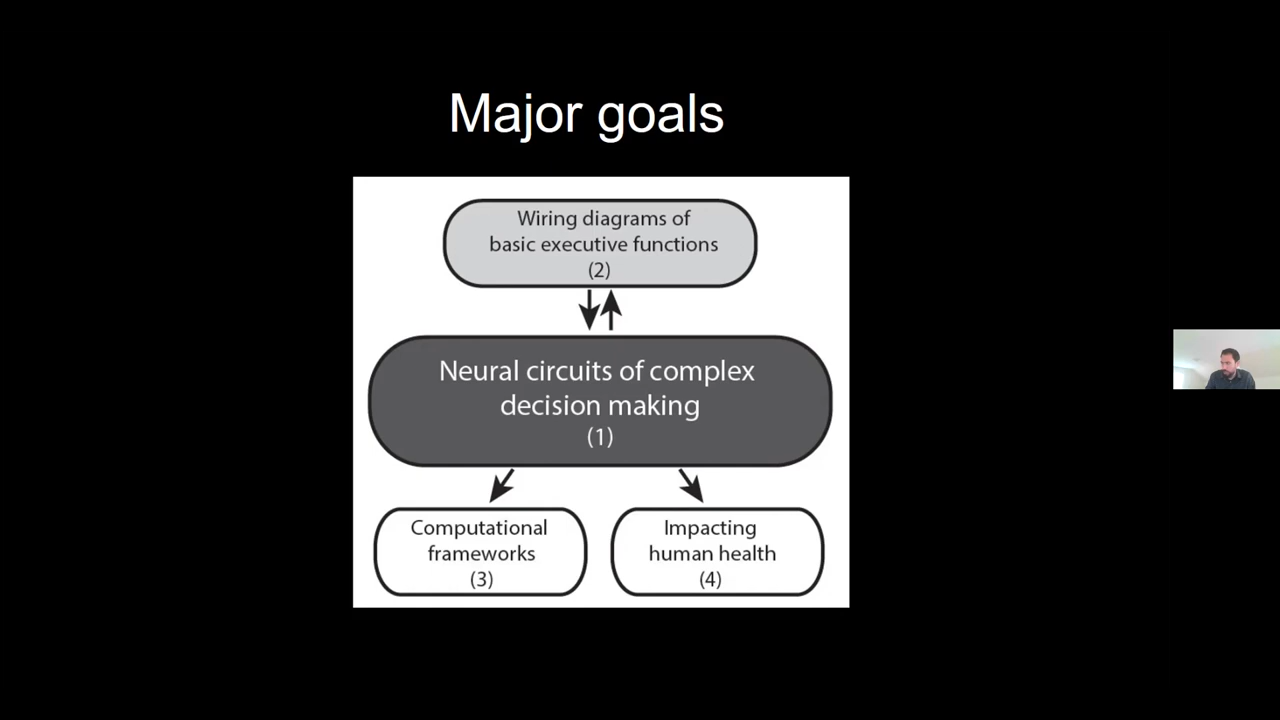 Major goals
Wiring diagrams of
basic executive functions
(2)
Neural circuits of complex
decision making
(1)
Computational
frameworks
(3)
Impacting
human health
(4)